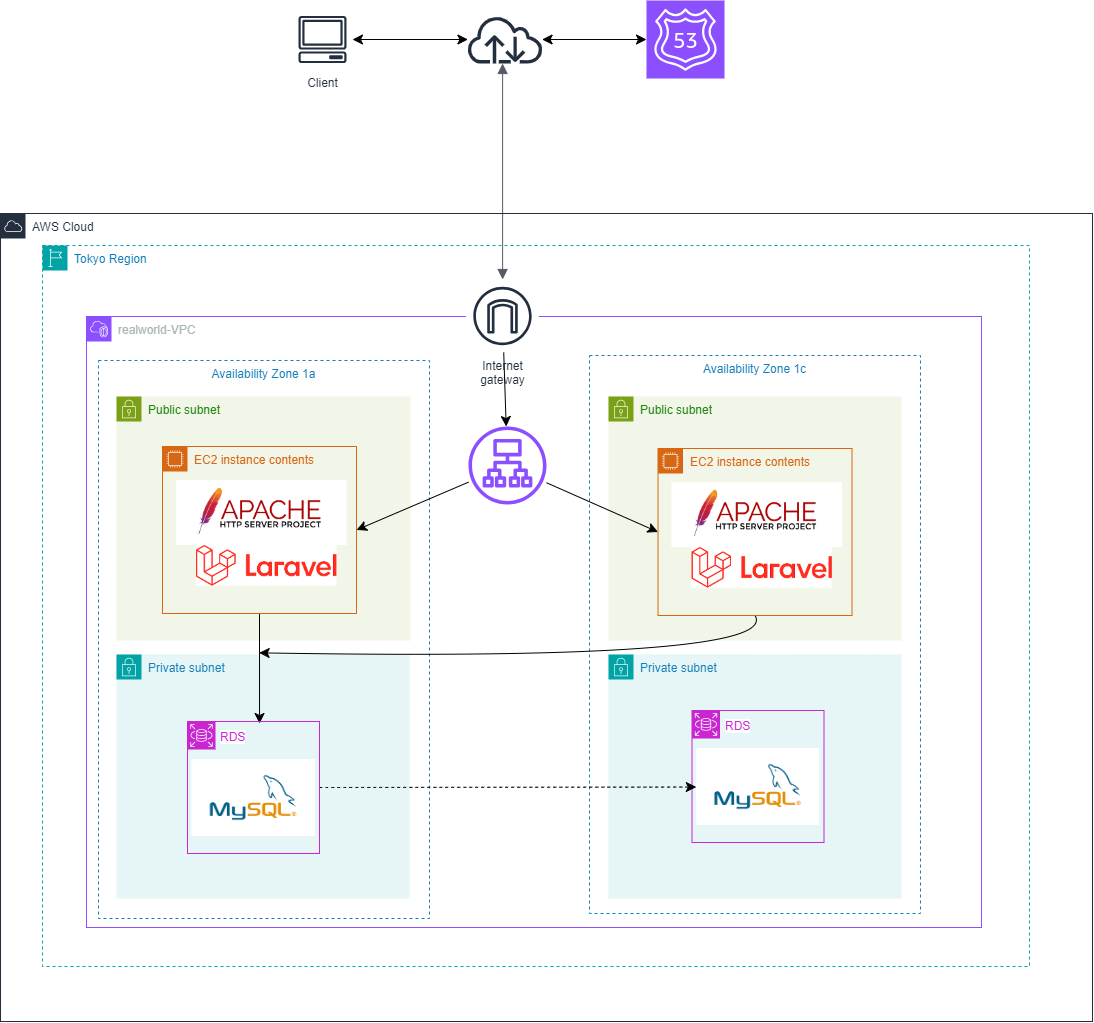 53
Client
AWS Cloud
Tokyo Region
realworld-VPC
Internet
gateway
Availability Zone 1a
Availability Zone 1c
Public subnet
Public subnet
EC2 instance contents
EC2 instance contents
APACHE
HTTP SERVER PROJECT
Laravel
APACHE
HTTP SERVER PROJECT
Laravel
Private subnet
Private subnet
RDS
MySQL®
RDS
MySQL®